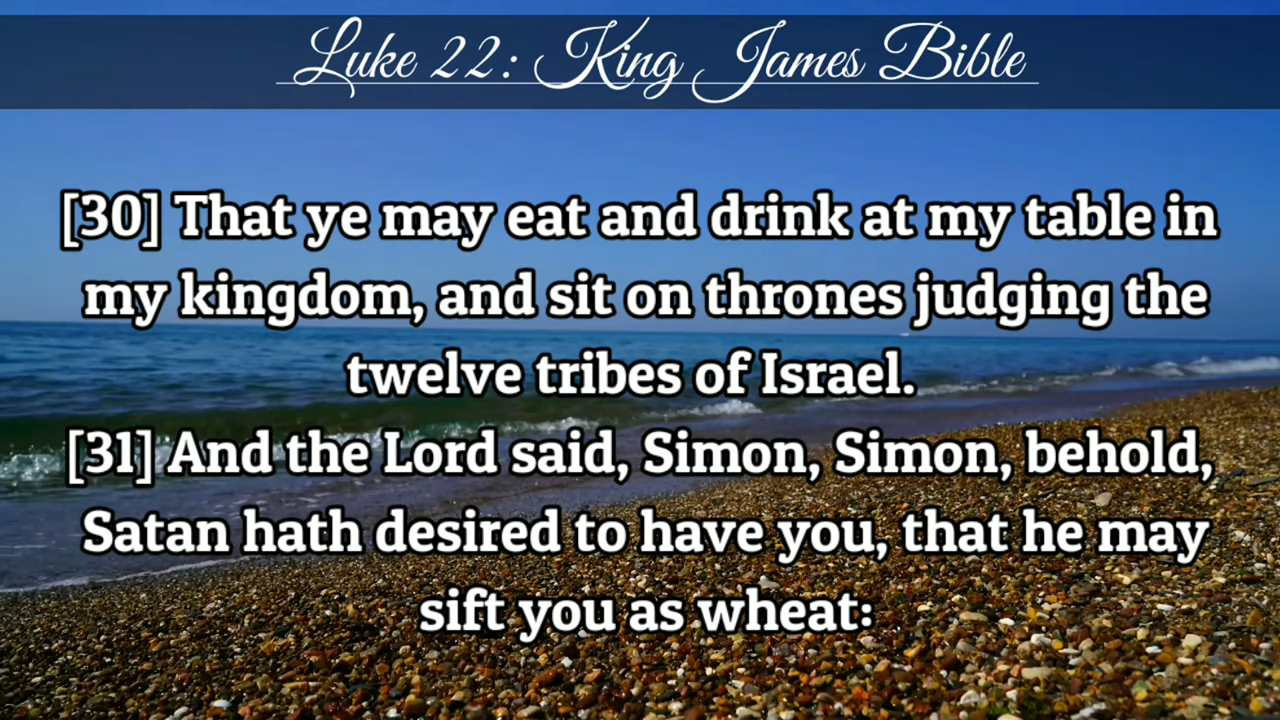 Luke 22: King James Bible
[30] That ye may eat and drink at my table in
my kingdom, and sit on thrones judging the
twelve tribes of Israel.
[31] And the Lord said, Simon, Simon, behold,
Satan hath desired to have you, that he may
sift you as wheat: